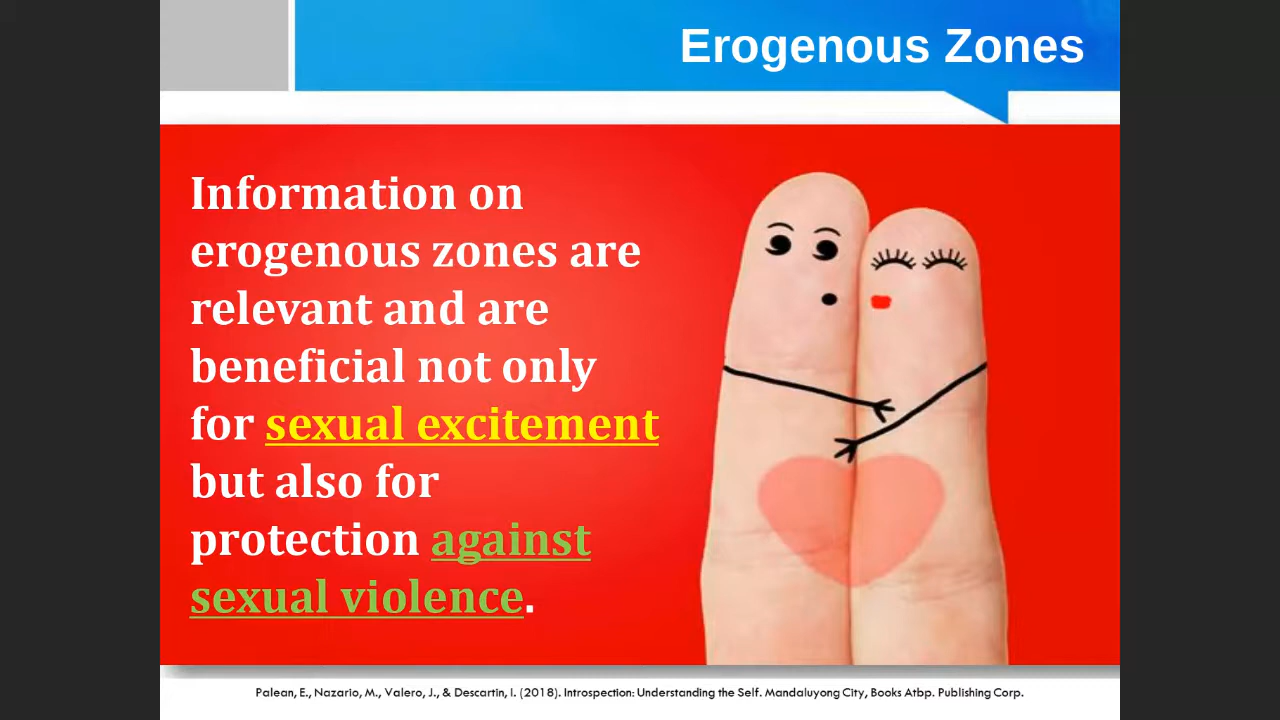 Erogenous Zones
Information on
erogenous zones are
relevant and are
beneficial not only
for sexual excitement
but also for
protection against
sexual violence.
Palean, E., Nazario, M., Valero, J., & Descartin, I. (2018). Introspection: Understanding the Self. Mandaluyong City, Books Atbp. Publishing Corp.